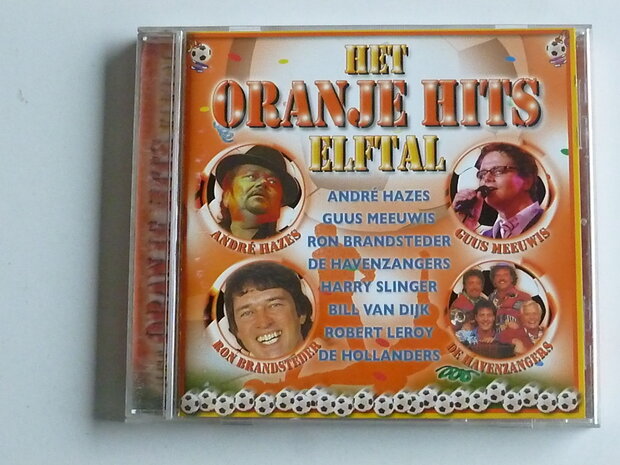 HET
ORANJE HITS
ELFTAL
ANDRÉ HAZES
GUUS MEEUWIS
RON BRANDSTEDER
DE HAVENZANGERS
HARRY SLINGER
BILL VAN DIJK
ROBERT LEROY
DE HOLLANDERS
ANDRÉ HAZES
GUUS MEEUWIS
RON BRANDSTEDER
DE HAVENZANGERS